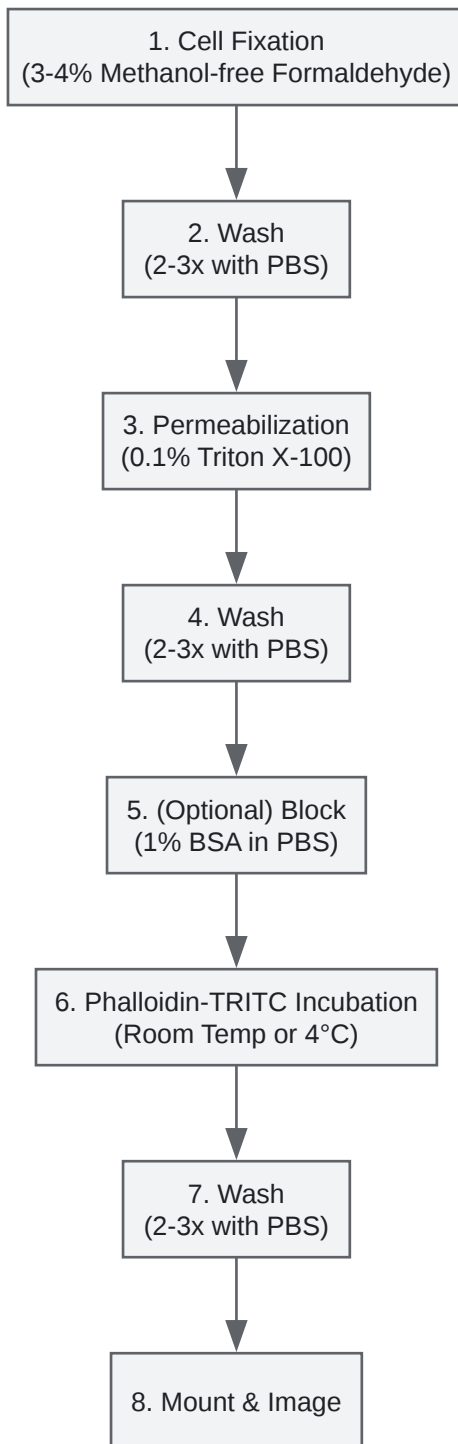 1. Cell Fixation
(3-4% Methanol-free Formaldehyde)
2. Wash
(2-3x with PBS)
3. Permeabilization
(0.1% Triton X-100)
4. Wash
(2-3x with PBS)
5. (Optional) Block
(1% BSA in PBS)
6. Phalloidin-TRITC Incubation
(Room Temp or 4°C)
7. Wash
(2-3x with PBS)
8. Mount & Image